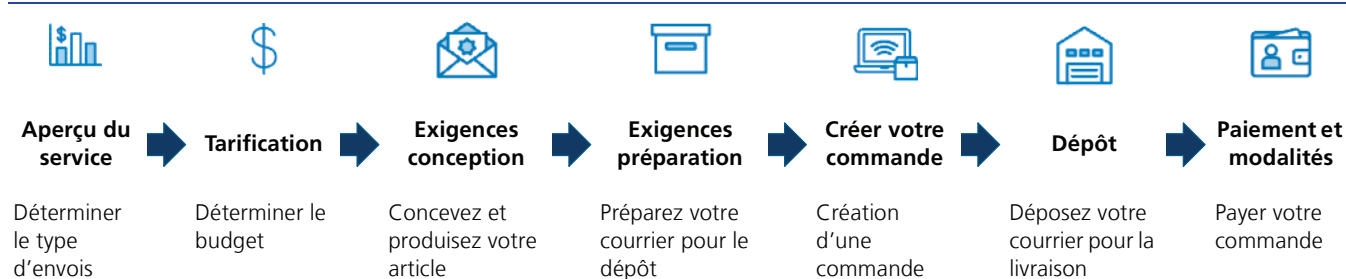 Aperçu du
service
Tarification
Exigences
conception
Exigences
préparation
Créer votre
commande
Dépôt
Paiement et
modalités
Déterminer
le type
d'envois
Déterminer le
budget
Concevez et
produisez votre
article
Préparez votre
courrier pour le
dépôt
Création
d'une
commande
Déposez votre
courrier pour la
livraison
Payer votre
commande